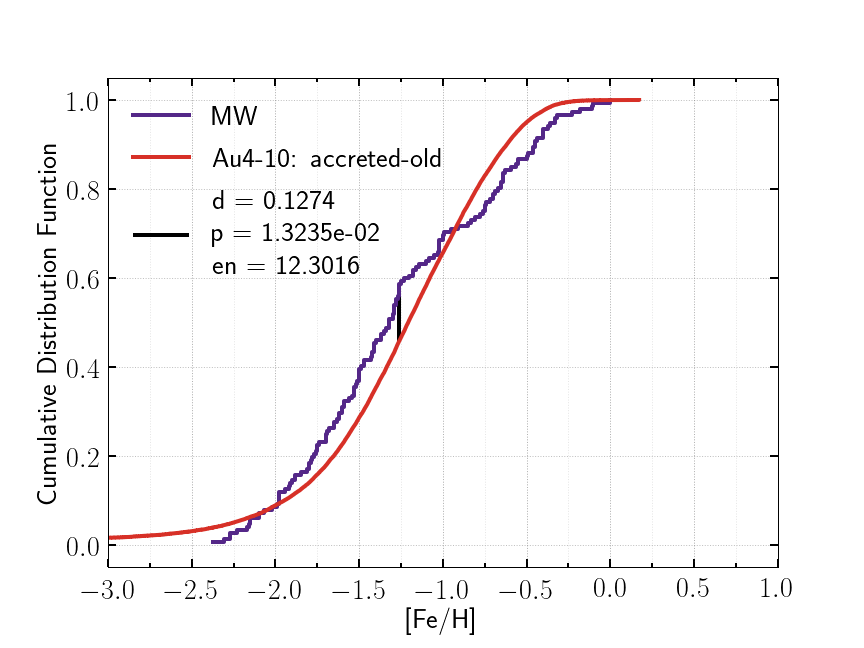 MW
Au4-10: accreted-old
d = 0.1274
p = 1.3235e-02
en = 12.3016
Cumulative Distribution Function
1.0
0.8
0.6
0.4
0.2
0.0
−3.0 −2.5 −2.0 −1.5 −1.0 −0.5 0.0 0.5 1.0
[Fe/H]